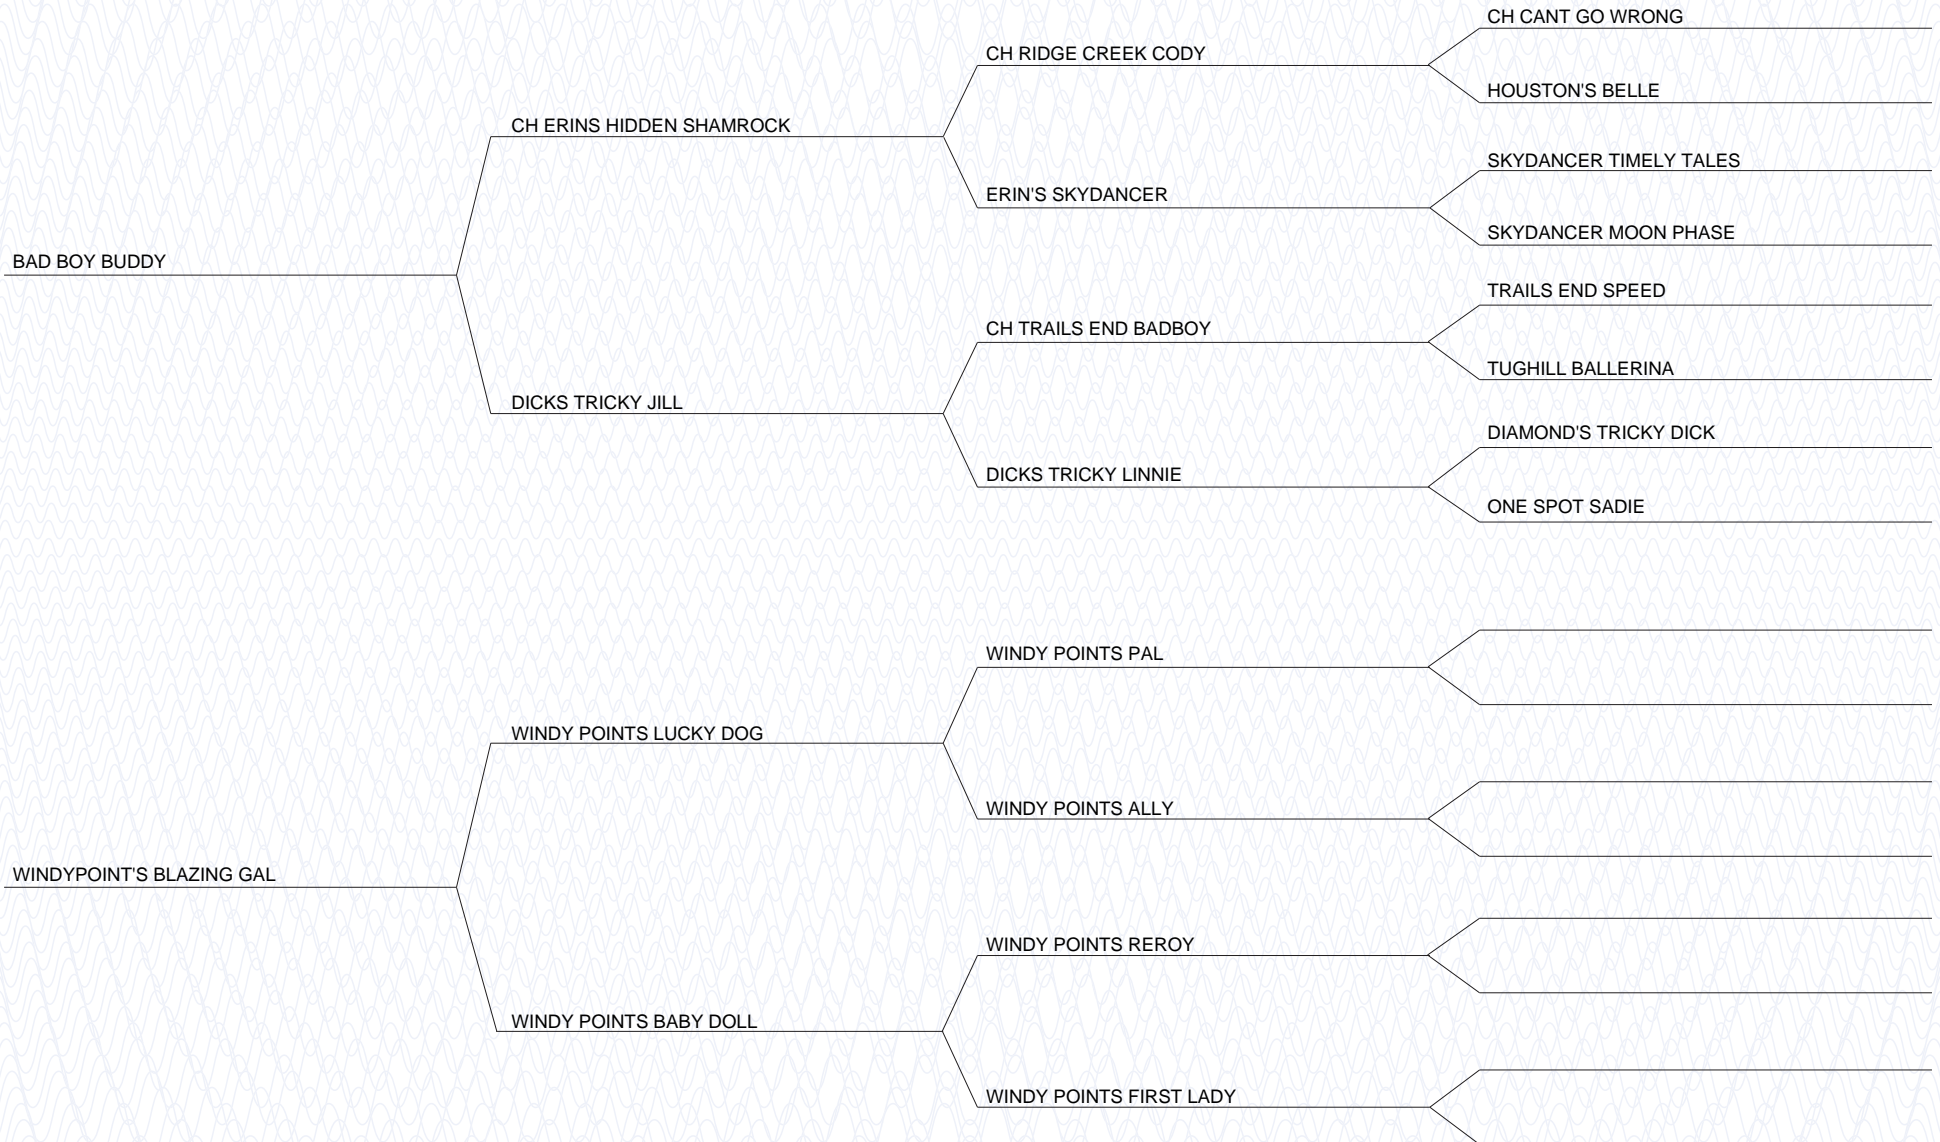 CH CANT GO WRONG
CH RIDGE CREEK CODY
HOUSTON'S BELLE
CH ERINS HIDDEN SHAMROCK
SKYDANCER TIMELY TALES
ERIN'S SKYDANCER
SKYDANCER MOON PHASE
BAD BOY BUDDY
TRAILS END SPEED
CH TRAILS END BADBOY
TUGHILL BALLERINA
DICKS TRICKY JILL
DIAMOND'S TRICKY DICK
DICKS TRICKY LINNIE
ONE SPOT SADIE
WINDY POINTS PAL
WINDY POINTS LUCKY DOG
WINDY POINTS ALLY
WINDYPOINT'S BLAZING GAL
WINDY POINTS REROY
WINDY POINTS BABY DOLL
WINDY POINTS FIRST LADY